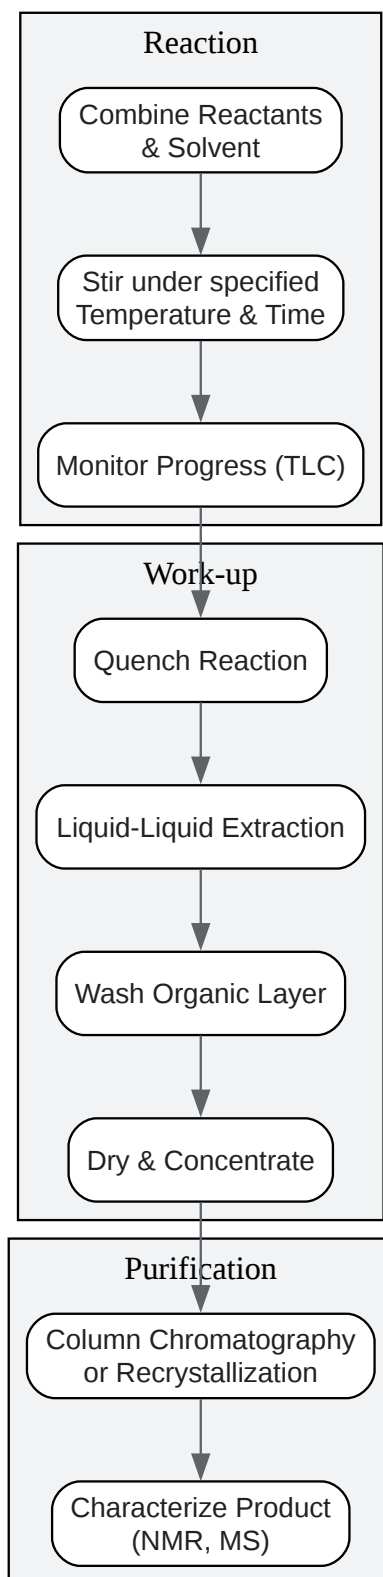 Reaction
Combine Reactants
& Solvent
Stir under specified
Temperature & Time
Monitor Progress (TLC)
Work-up
Quench Reaction
Liquid-Liquid Extraction
Wash Organic Layer
Dry & Concentrate
Purification
Column Chromatography
or Recrystallization
Characterize Product
(NMR, MS)